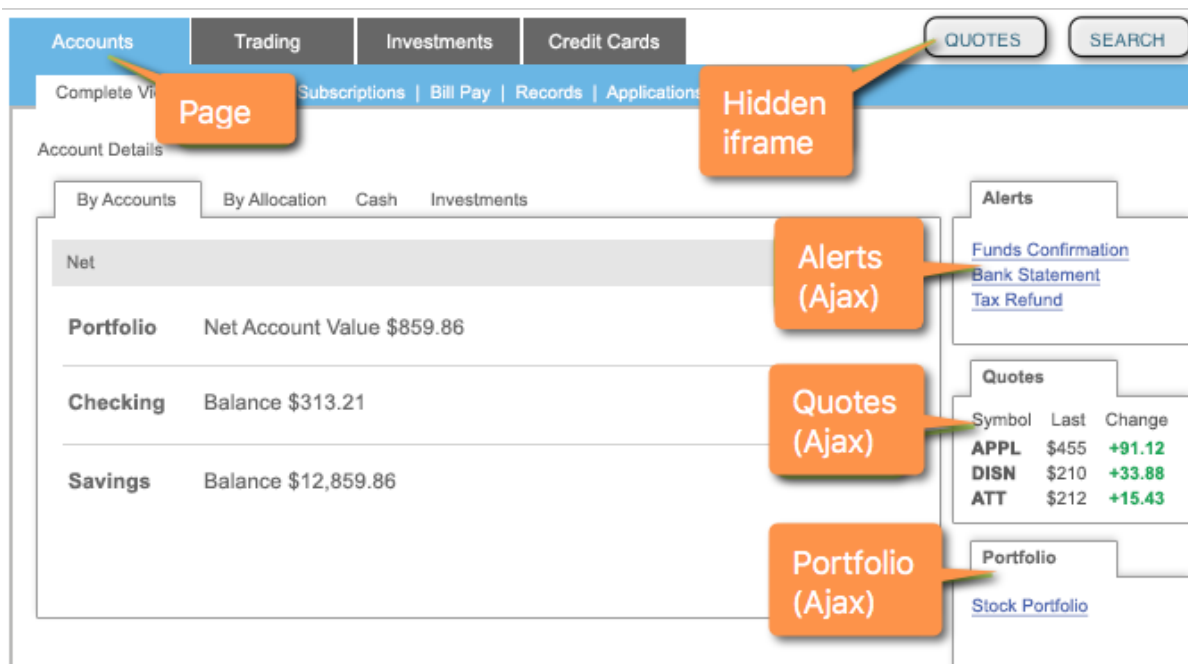 Accounts Trading Investments Credit Cards QUOTES SEARCH
Complete Subscriptions | Bill Pay | Records | Applications
Page
Hidden
iframe
Account Details
By Accounts By Allocation Cash Investments
Net
Portfolio Net Account Value $859.86
Checking Balance $313.21
Savings Balance $12,859.86
Alerts
(Ajax)
Alerts
Funds Confirmation
Bank Statement
Tax Refund
Quotes
(Ajax)
Quotes
Symbol Last Change
APPL $455 +91.12
DISN $210 +33.88
ATT $212 +15.43
Portfolio
(Ajax)
Portfolio
Stock Portfolio